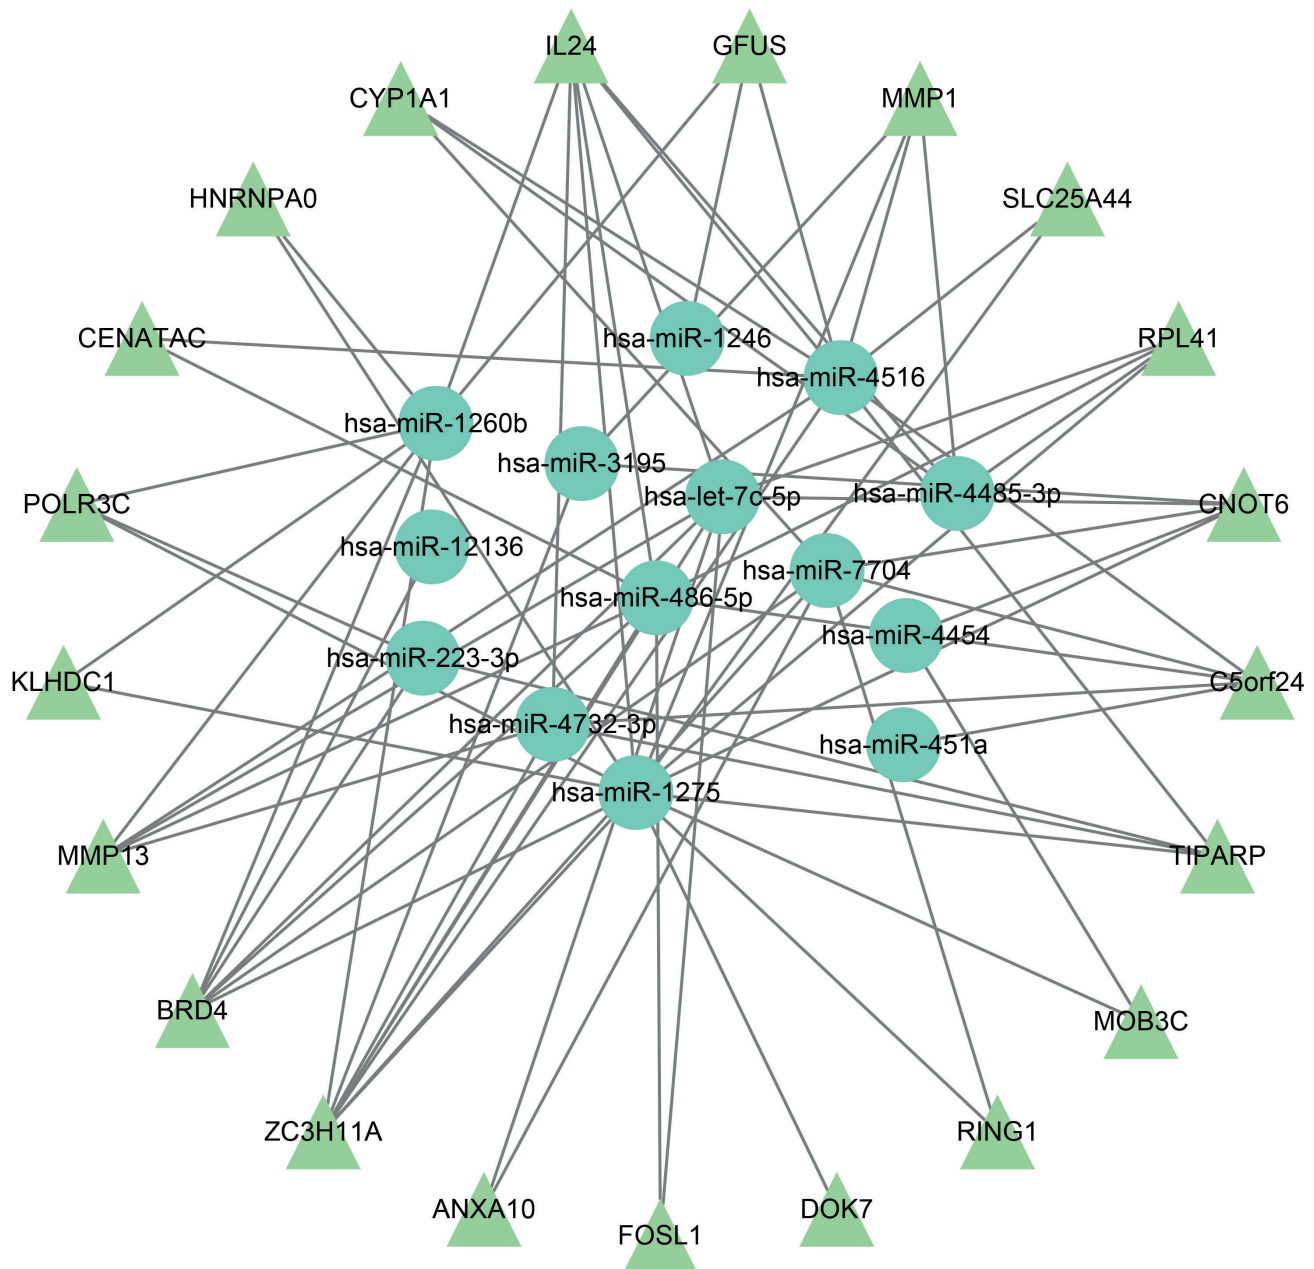 IL24
GFUS
CYP1A1
MMP1
HNRNPA0
SLC25A44
CENATAC
hsa-miR-1246
RPL41
hsa-miR-4516
hsa-miR-1260b
hsa-miR-3195
hsa-let-7c-5p
hsa-miR-4485-3p
POLR3C
CNOT6
hsa-miR-12136
hsa-miR-7704
hsa-miR-486-5p
hsa-miR-4454
hsa-miR-223-3p
KLHDC1
C5orf24
hsa-miR-4732-3p
hsa-miR-451a
hsa-miR-1275
MMP13
TIPARP
BRD4
MOB3C
ZC3H11A
RING1
ANXA10
DOK7
FOSL1